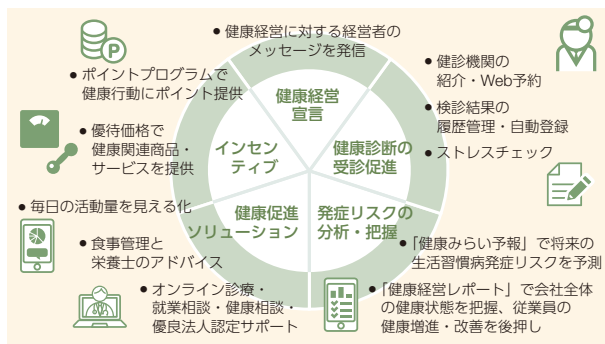 ● 健康経営に対する経営者の
メッセージを発信
● ポイントプログラムで
健康行動にポイント提供
P
● 優待価格で
健康関連商品・
サービスを提供
● 毎日の活動量を見える化
● 食事管理と
栄養士のアドバイス
● オンライン診療・
就業相談・健康相談・
優良法人認定サポート
健康経営
宣言
インセン
ティブ
健康診断の
受診促進
健康促進
ソリューション
発症リスクの
分析・把握
● 健診機関の
紹介・Web予約
● 検診結果の
履歴管理・自動登録
● ストレスチェック
● 「健康みらい予報」で将来の
生活習慣病発症リスクを予測
● 「健康経営レポート」で会社全体
の健康状態を把握、従業員の
健康増進・改善を後押し